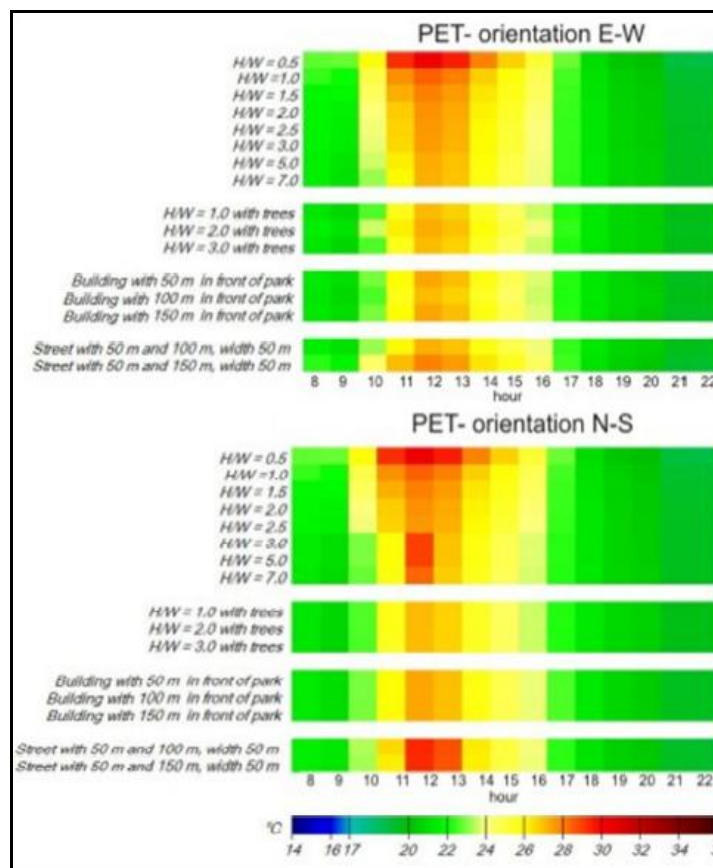 PET- orientation E-W
H/W = 0.5
H/W =1.0
H/W = 1.5
H/W = 2.0
H/W = 2.5
H/W = 3.0
H/W = 5.0
H/W = 7.0
H/W = 1.0 with trees
H/W = 2.0 with trees
H/W = 3.0 with trees
Building with 50 m in front of park
Building with 100 m in front of park
Building with 150 m in front of park
Street with 50 m and 100 m, width 50 m
Street with 50 m and 150 m, width 50 m
8 9 10 11 12 13 14 15 16 17 18 19 20 21 22
hour
PET- orientation N-S
H/W = 0.5
H/W =1.0
H/W = 1.5
H/W = 2.0
H/W = 2.5
H/W = 3.0
H/W = 5.0
H/W = 7.0
H/W = 1.0 with trees
H/W = 2.0 with trees
H/W = 3.0 with trees
Building with 50 m in front of park
Building with 100 m in front of park
Building with 150 m in front of park
Street with 50 m and 100 m, width 50 m
Street with 50 m and 150 m, width 50 m
8 9 10 11 12 13 14 15 16 17 18 19 20 21 22
hour
°C
14 16 17 20 22 24 26 28 30 32 34